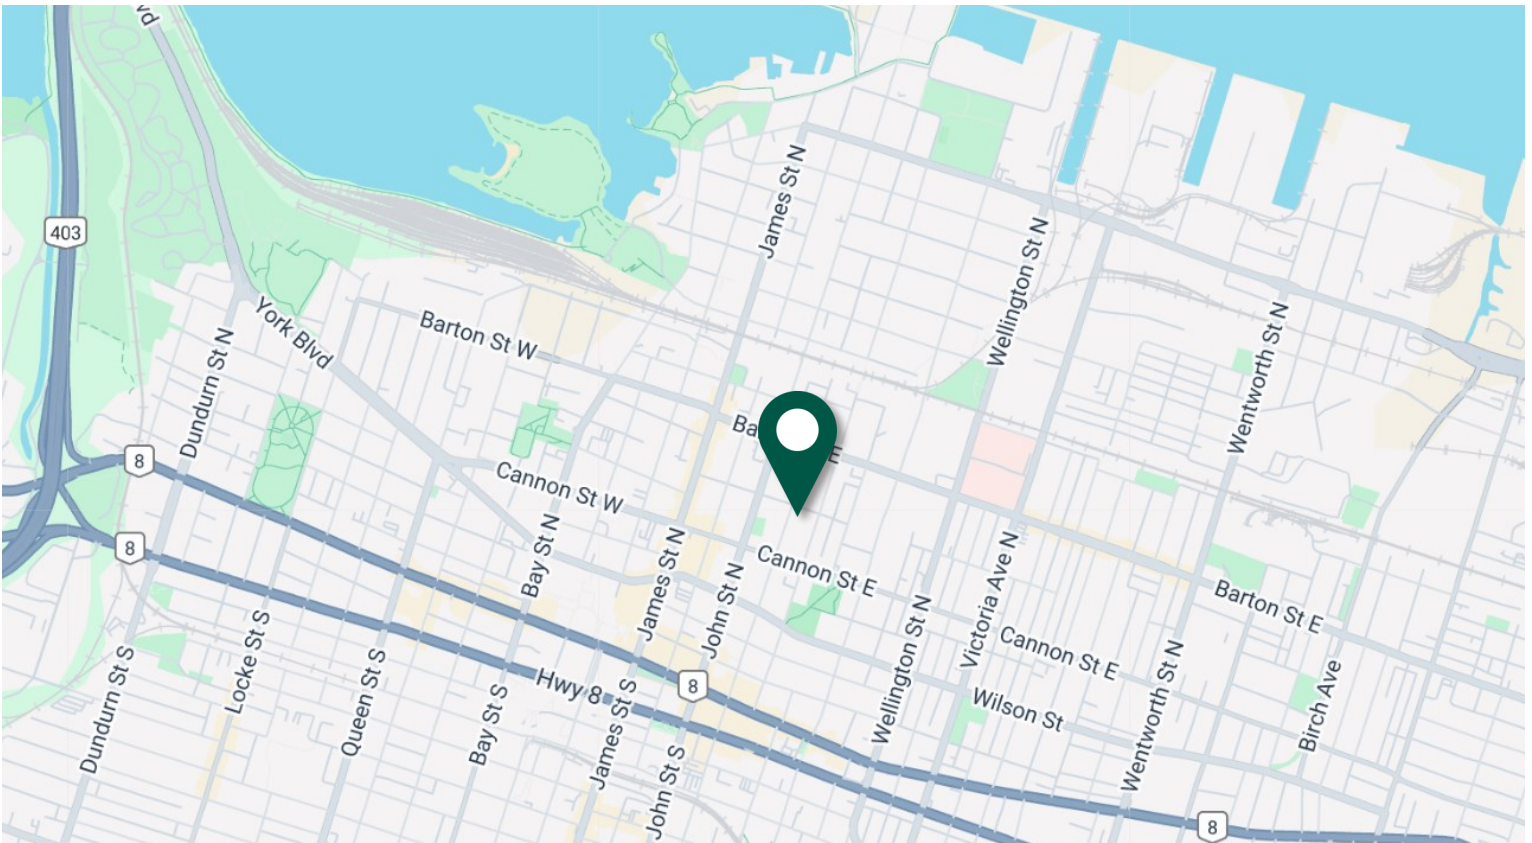 James St N
Wellington St N
403
York Blvd
Barton St W
Dundurn St N
Wentworth St N
Ba
E
8
Cannon St W
Bay St N
8
James St N
Cannon St E
John St N
Victoria Ave N
Barton St E
Wellington St N
Cannon St E
Locke St S
Dundurn St S
Queen St S
Hwy 8
8
Wentworth St N
Birch Ave
Wilson St
Bay St S
James St S
John St S
8